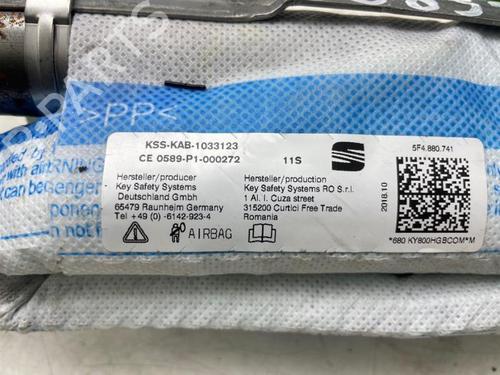 >PP<
KSS-KAB-1033123
CE 0589-P1-000272
11S
5F4.880.741
Hersteller/producer
Key Safety Systems
Deutschland GmbH
65479 Raunheim Germany
Tel +49 (0) -6142-923-4
Hersteller/production
Key Safety Systems RO S.r.l.
1 Al. I. Cuza street
315200 Curtici Free Trade
Romania
2018.10
AIRBAG
*680 KY800HGBCOM*M